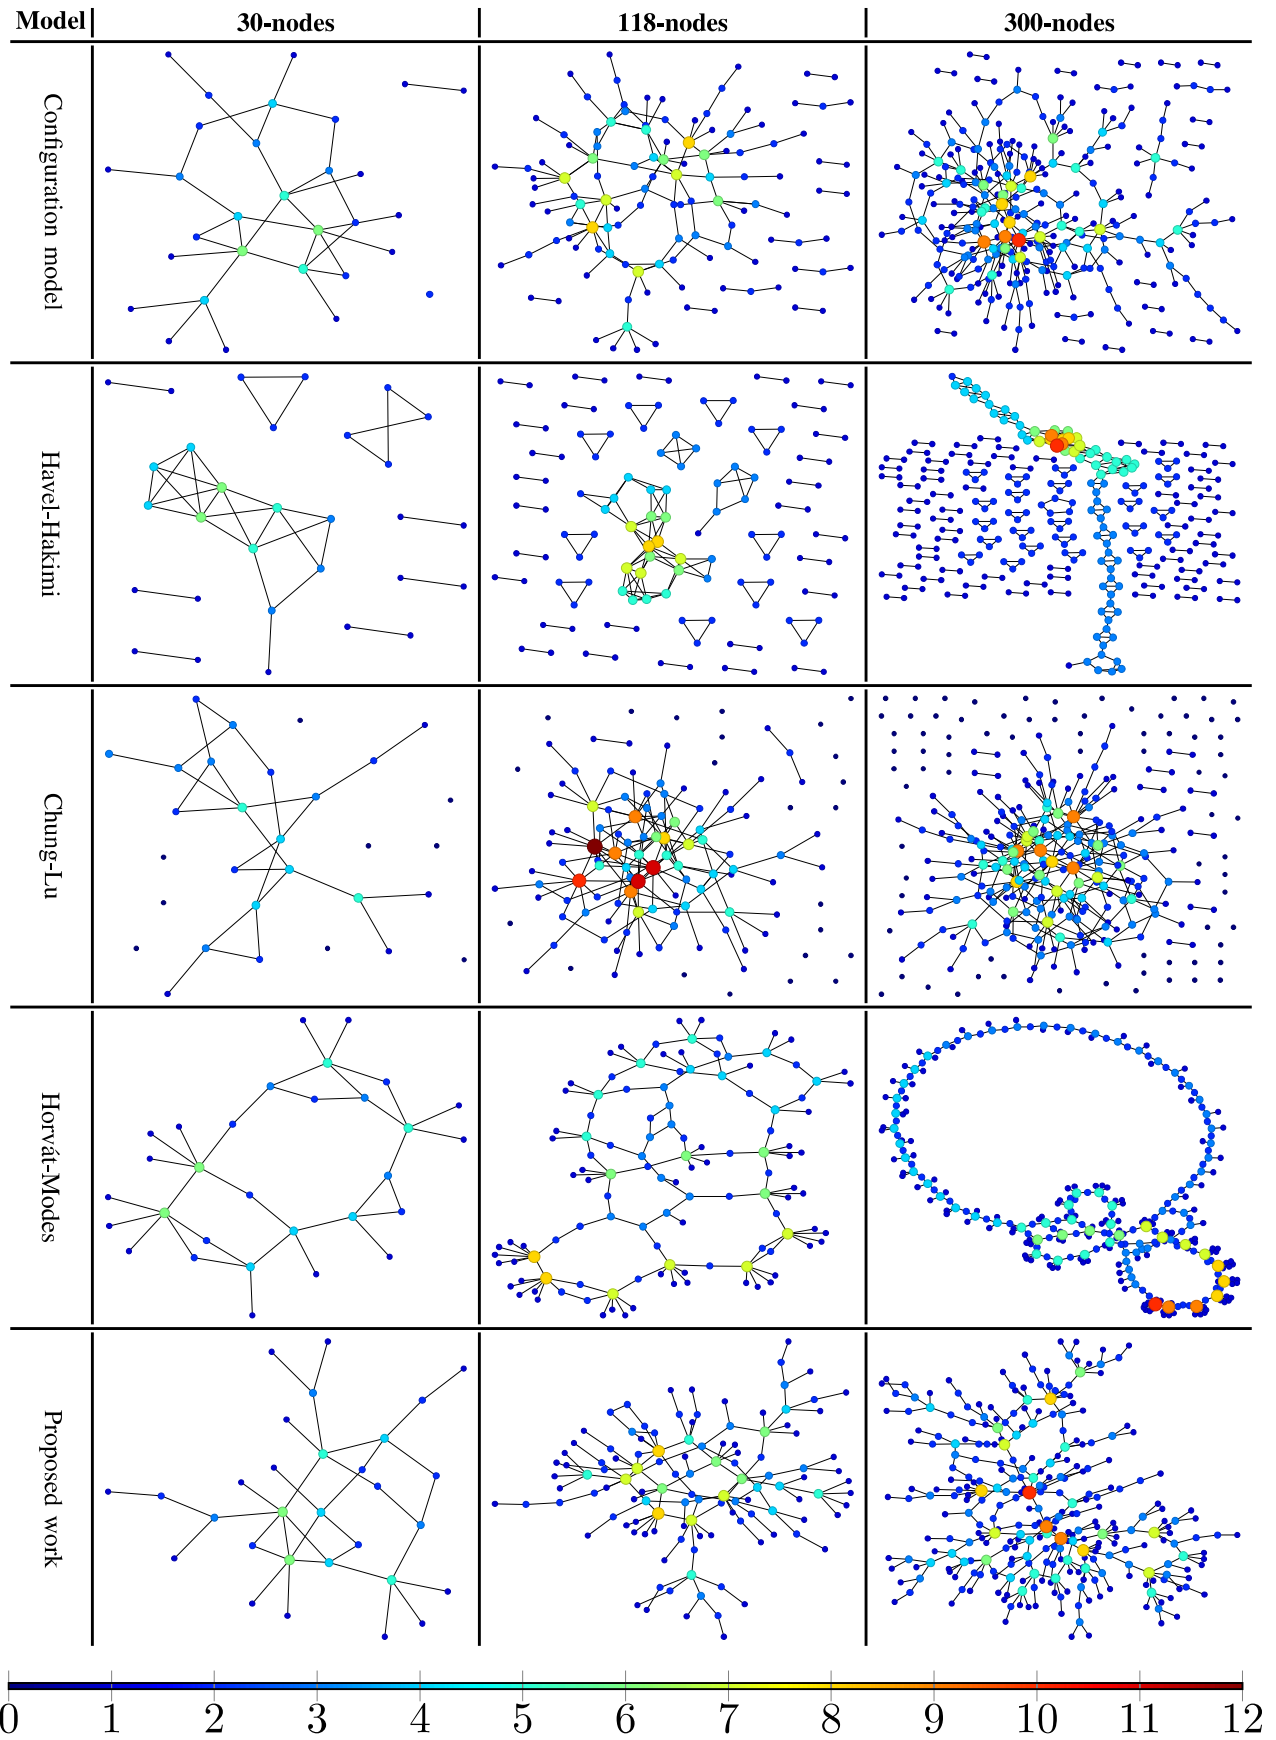 Model 30-nodes 118-nodes 300-nodes
Configuration model
Havel-Hakimi
Chung-Lu
Horvát-Modes
Proposed work
0 1 2 3 4 5 6 7 8 9 10 11 12